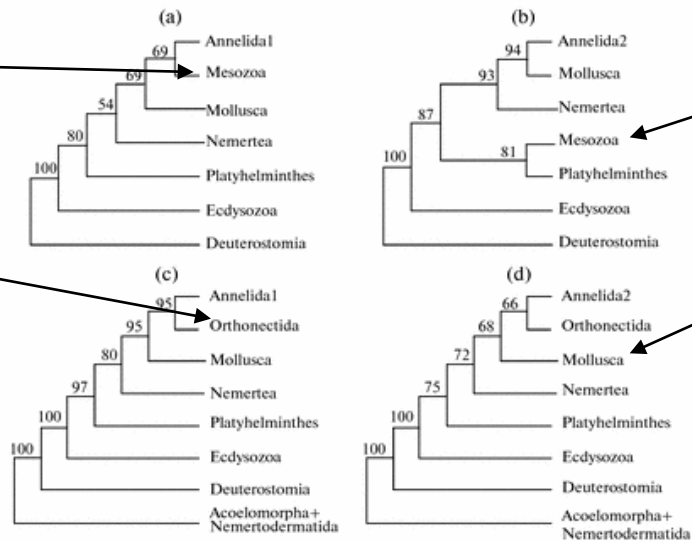 (a)
Annelida1
69
Mesozoa
69
Mollusca
54
Nemertea
80
Platyhelminthes
100
Ecdysozoa
Deuterostomia
(b)
Annelida2
94
Mollusca
93
Nemertea
87
Mesozoa
81
Platyhelminthes
100
Ecdysozoa
Deuterostomia
(c)
Annelida1
95
Orthonectida
95
Mollusca
80
Nemertea
97
Platyhelminthes
100
Ecdysozoa
100
Deuterostomia
Acoelomorpha+
Nemertodermatida
(d)
Annelida2
66
Orthonectida
68
Mollusca
72
Nemertea
75
Platyhelminthes
100
Ecdysozoa
100
Deuterostomia
Acoelomorpha+
Nemertodermatida